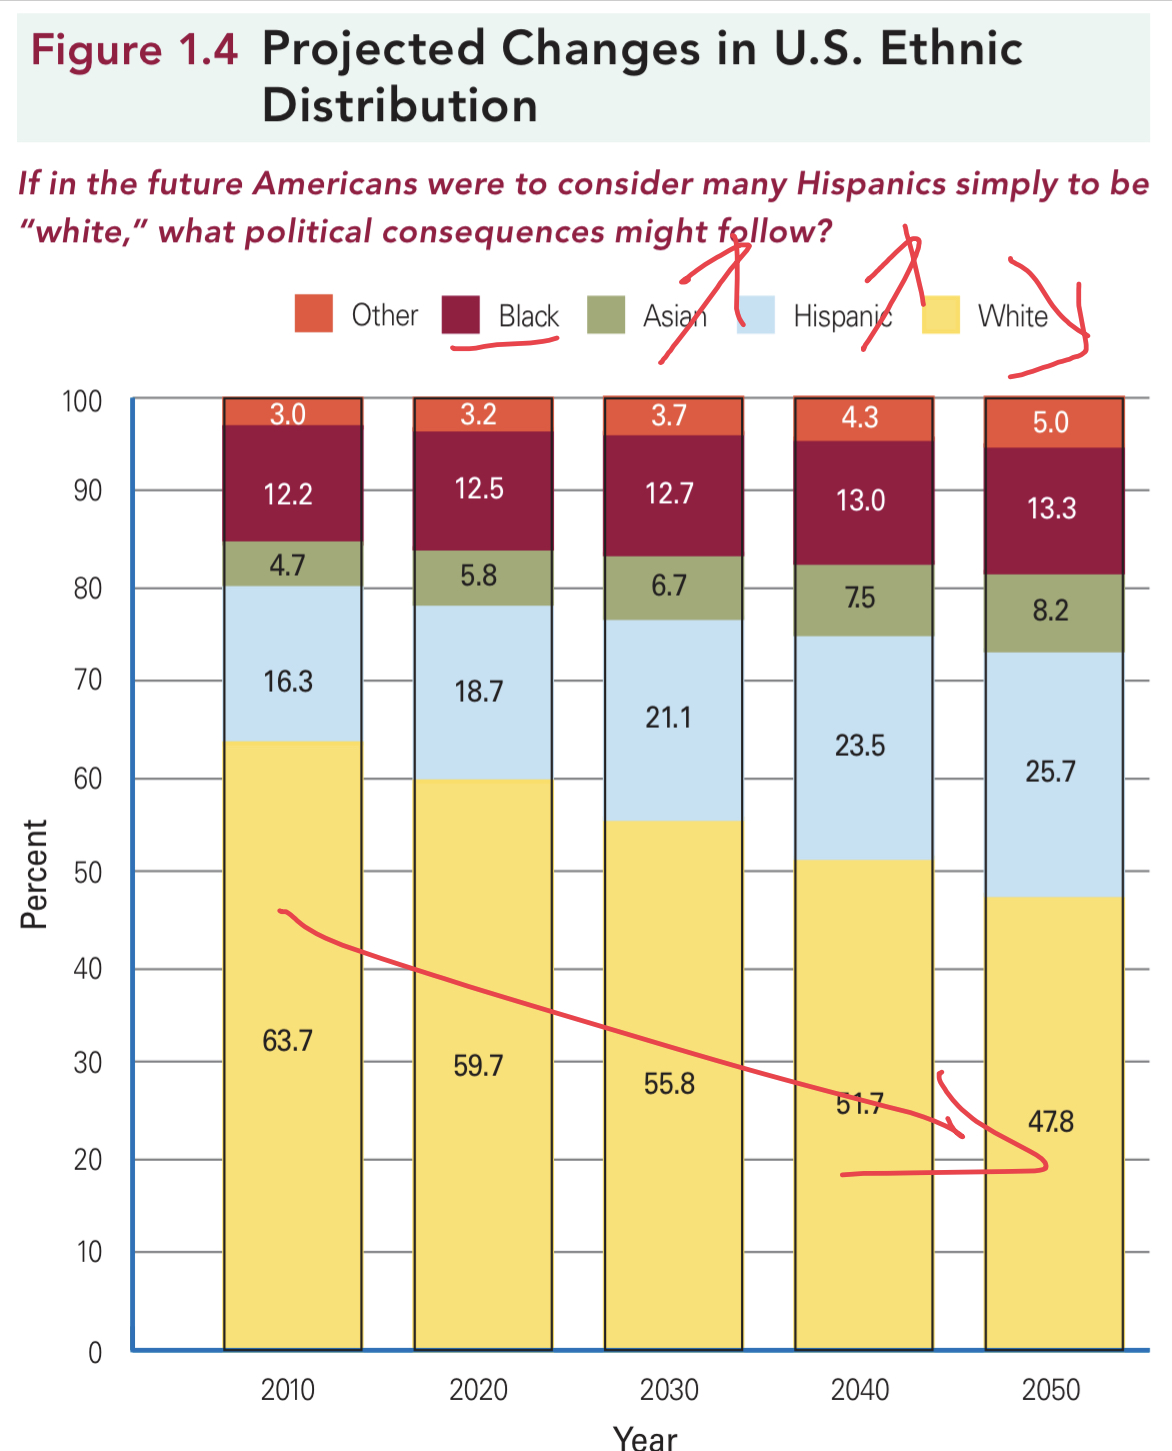 Figure 1.4 Projected Changes in U.S. Ethnic
Distribution
If in the future Americans were to consider many Hispanics simply to be
“white,” what political consequences might follow?
Other Black Asian Hispanic White
100
90
80
70
60
50
40
30
20
10
0
Percent
3.0 3.2 3.7 4.3 5.0
12.2 12.5 12.7 13.0 13.3
4.7 5.8 6.7 7.5 8.2
16.3 18.7 21.1 23.5 25.7
63.7 59.7 55.8 51.7 47.8
2010 2020 2030 2040 2050
Year